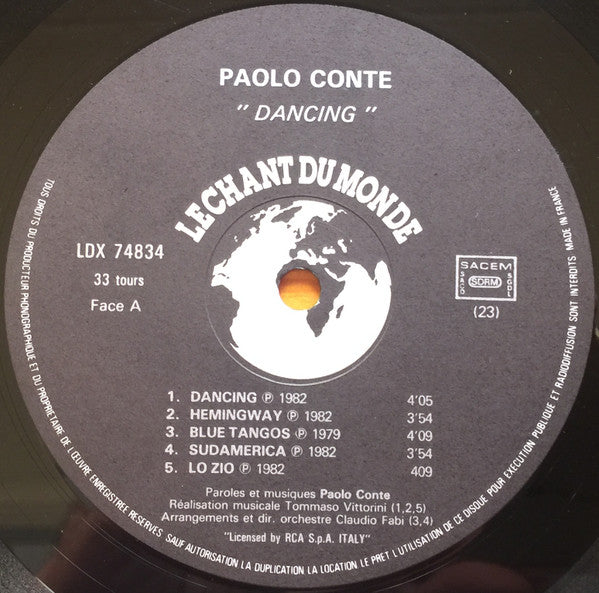 PAOLO CONTE
" DANCING "
LE CHANT DU MONDE
LDX 74834
33 tours
Face A
SACEM
SACD
SDRM
SGDL
(23)
1. DANCING ℗ 1982 4'05
2. HEMINGWAY ℗ 1982 3'54
3. BLUE TANGOS ℗ 1979 4'09
4. SUDAMERICA ℗ 1982 3'54
5. LO ZIO ℗ 1982 409
Paroles et musiques Paolo Conte
Réalisation musicale Tommaso Vittorini (1,2,5)
Arrangements et dir. orchestre Claudio Fabi (3,4)
"Licensed by RCA S.p.A. ITALY"
TOUS DROITS DU PRODUCTEUR PHONOGRAPHIQUE ET DU PROPRIETAIRE DE L'ŒUVRE ENREGISTREE RESERVES SAUF AUTORISATION LA DUPLICATION LA LOCATION LE PRET L'UTILISATION DE CE DISQUE POUR EXECUTION PUBLIQUE ET RADIODIFFUSION SONT INTERDITS MADE IN FRANCE